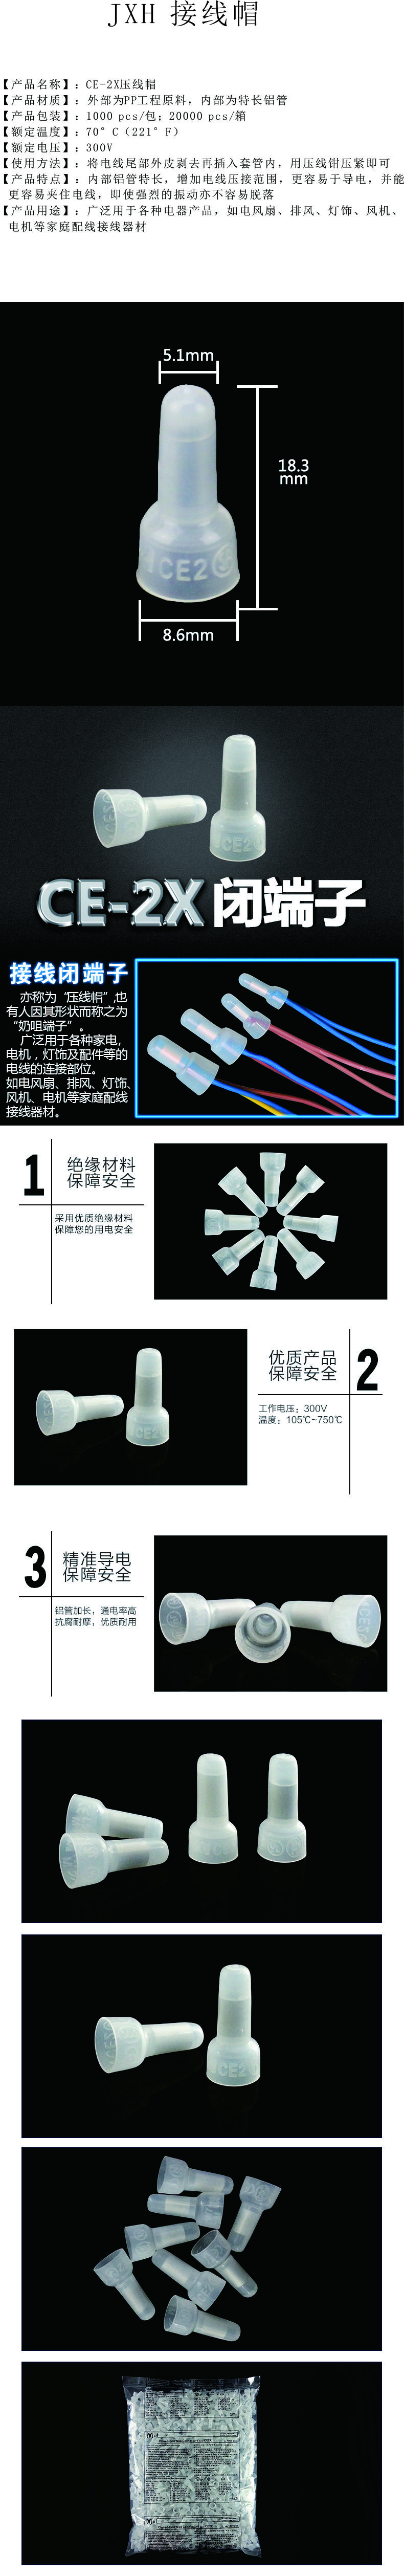 JXH 接线帽
【产品名称】：CE-2X压线帽
【产品材质】：外部为PP工程原料，内部为特长铝管
【产品包装】：1000 pcs/包；20000 pcs/箱
【额定温度】：70°C（221°F）
【额定电压】：300V
【使用方法】：将电线尾部外皮剥去再插入套管内，用压线钳压紧即可
【产品特点】：内部铝管特长，增加电线压接范围，更容易于导电，并能
更容易夹住电线，即使强烈的振动亦不容易脱落
【产品用途】：广泛用于各种电器产品，如电风扇、排风、灯饰、风机、
电机等家庭配线接线器材
5.1mm
18.3
mm
CE2
8.6mm
CE2
CE-2X 闭端子
接线闭端子
亦称为“压线帽”,也
有人因其形状而称之为
“奶咀端子”。
广泛用于各种家电,
电机，灯饰及配件等的
电线的连接部位。
如电风扇、排风、灯饰、
风机、电机等家庭配线
接线器材。
1
绝缘材料
保障安全
采用优质绝缘材料
保障您的用电安全
优质产品
保障安全
2
工作电压：300V
温度：105℃~750℃
CE2
3
精准导电
保障安全
铝管加长，通电率高
抗腐耐摩，优质耐用
CE2